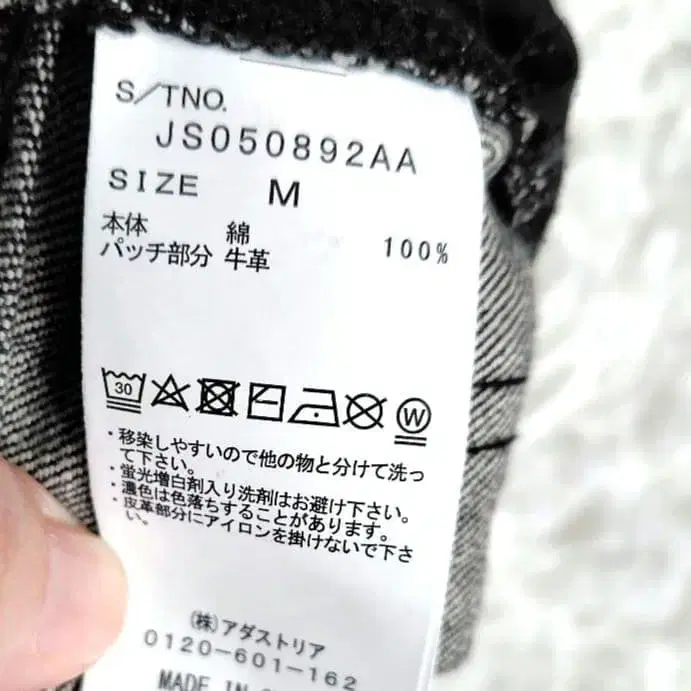 S/TNO.
JS050892AA
SIZE M
本体 綿 100%
パッチ部分 牛革
30
W
・移染しやすいので他の物と分けて洗っ
て下さい。
・蛍光増白剤入り洗剤はお避け下さい。
・濃色は色落ちすることがあります。
・皮革部分にアイロンを掛けないで下さ
い。
(株)アダストリア
0120-601-162
MADE IN